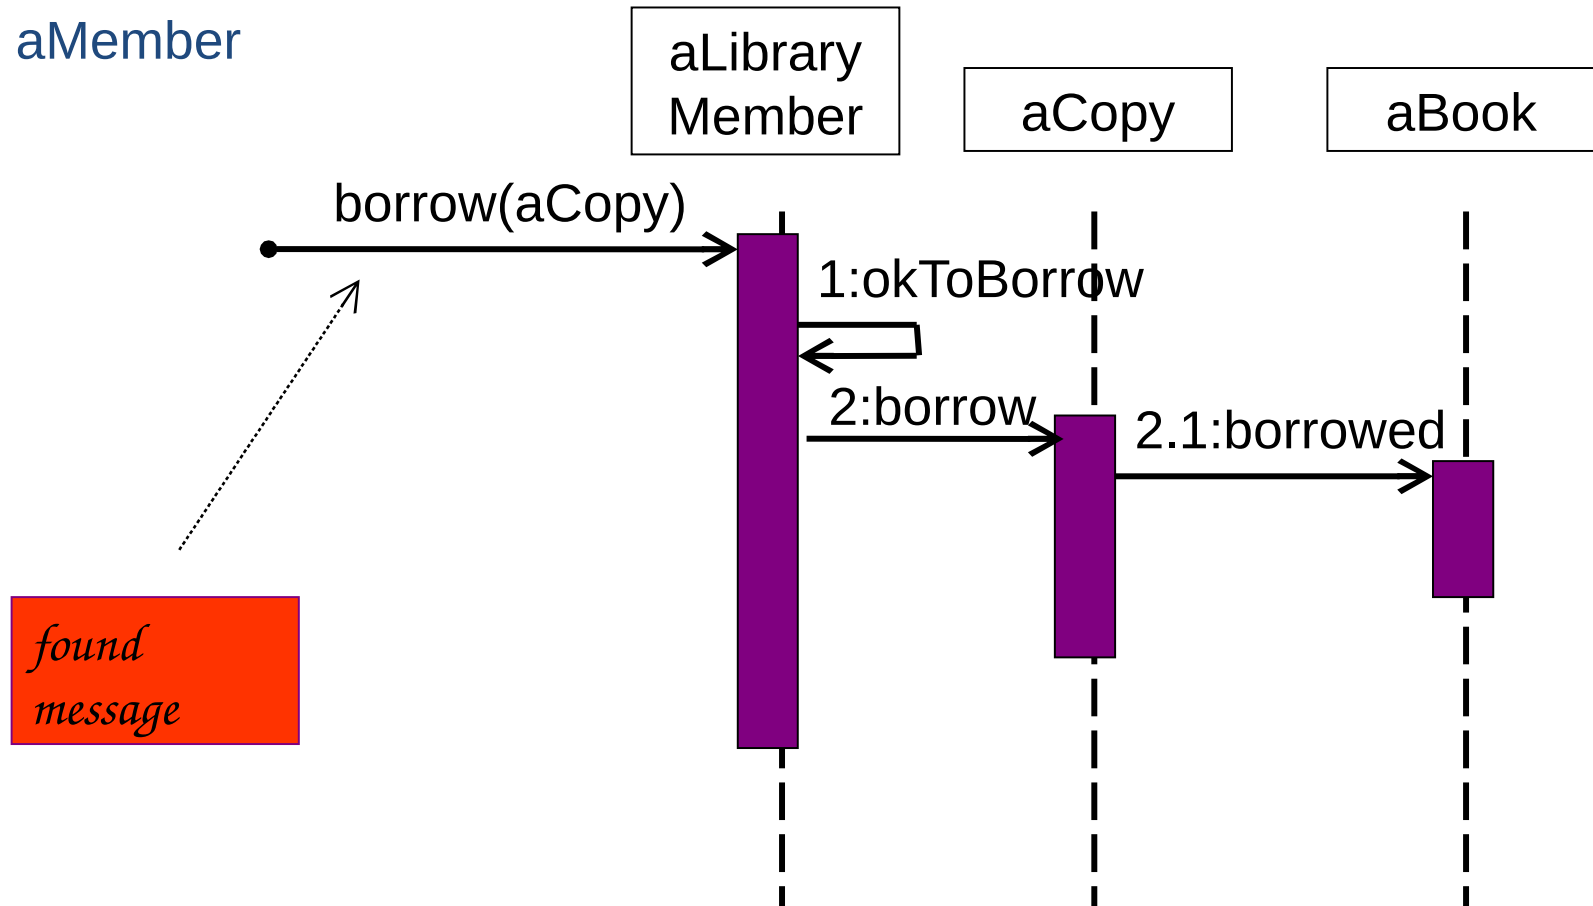 aMember
aLibrary
Member
aCopy
aBook
borrow(aCopy)
1:okToBorrow
2:borrow
2.1:borrowed
found
message